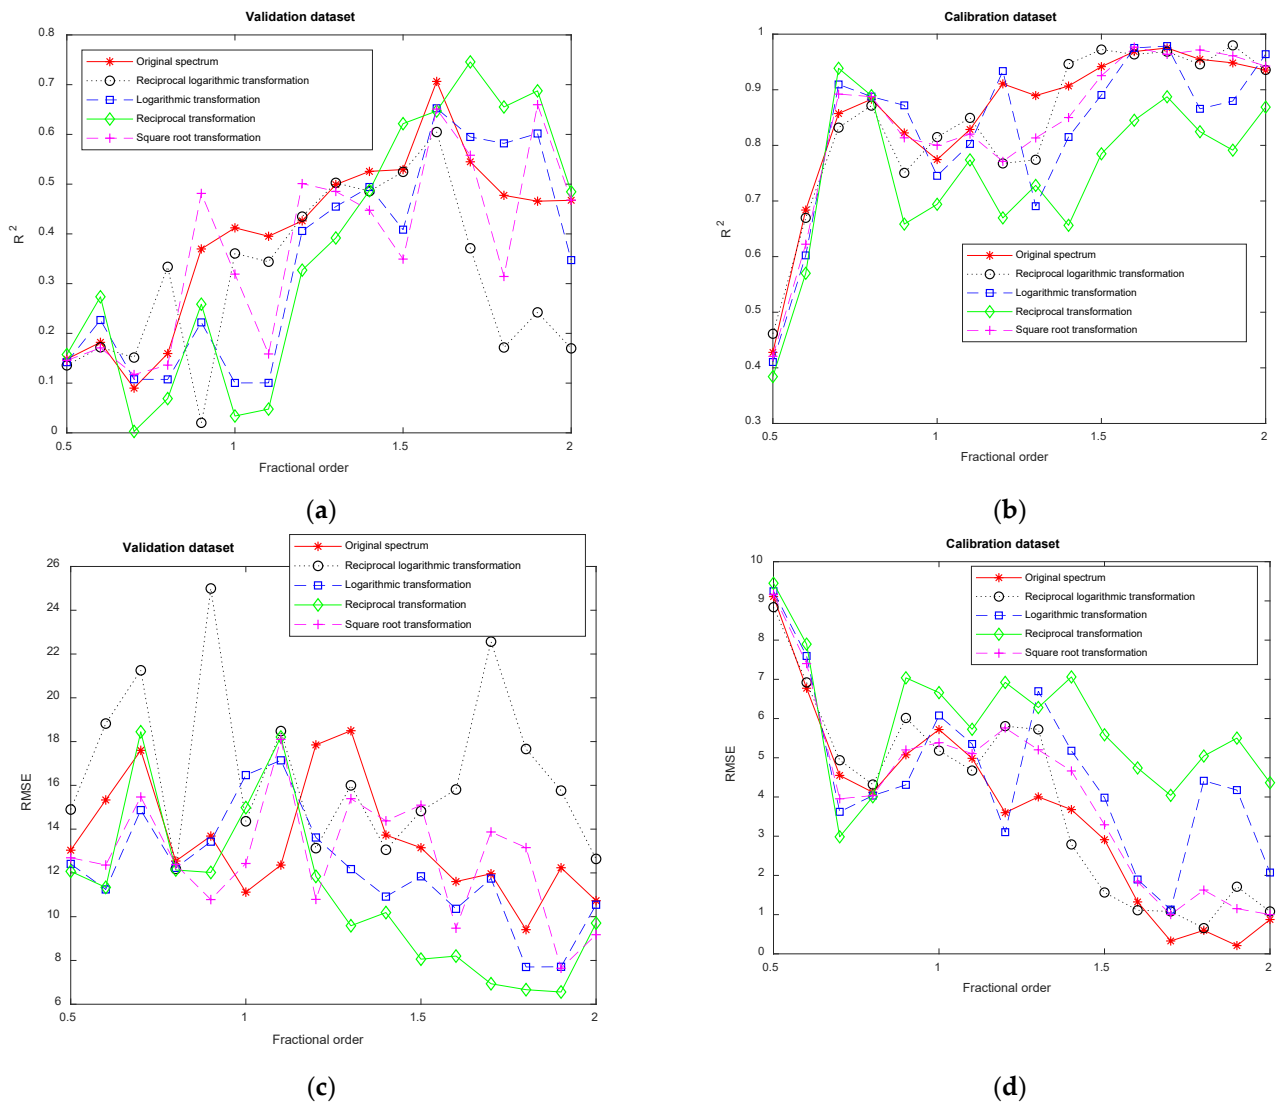 Validation dataset
0.8
0.7
0.6
0.5
0.4
0.3
0.2
0.1
0
R 2
Original spectrum
Reciprocal logarithmic transformation
Logarithmic transformation
Reciprocal transformation
Square root transformation
0.5 1 1.5 2
Fractional order
(a)
Calibration dataset
1
0.9
0.8
0.7
0.6
0.5
0.4
0.3
R 2
Original spectrum
Reciprocal logarithmic transformation
Logarithmic transformation
Reciprocal transformation
Square root transformation
0.5 1 1.5 2
Fractional order
(b)
Validation dataset
26
24
22
20
18
16
14
12
10
8
6
RMSE
Original spectrum
Reciprocal logarithmic transformation
Logarithmic transformation
Reciprocal transformation
Square root transformation
0.5 1 1.5 2
Fractional order
(c)
Calibration dataset
10
9
8
7
6
5
4
3
2
1
0
RMSE
Original spectrum
Reciprocal logarithmic transformation
Logarithmic transformation
Reciprocal transformation
Square root transformation
0.5 1 1.5 2
Fractional order
(d)